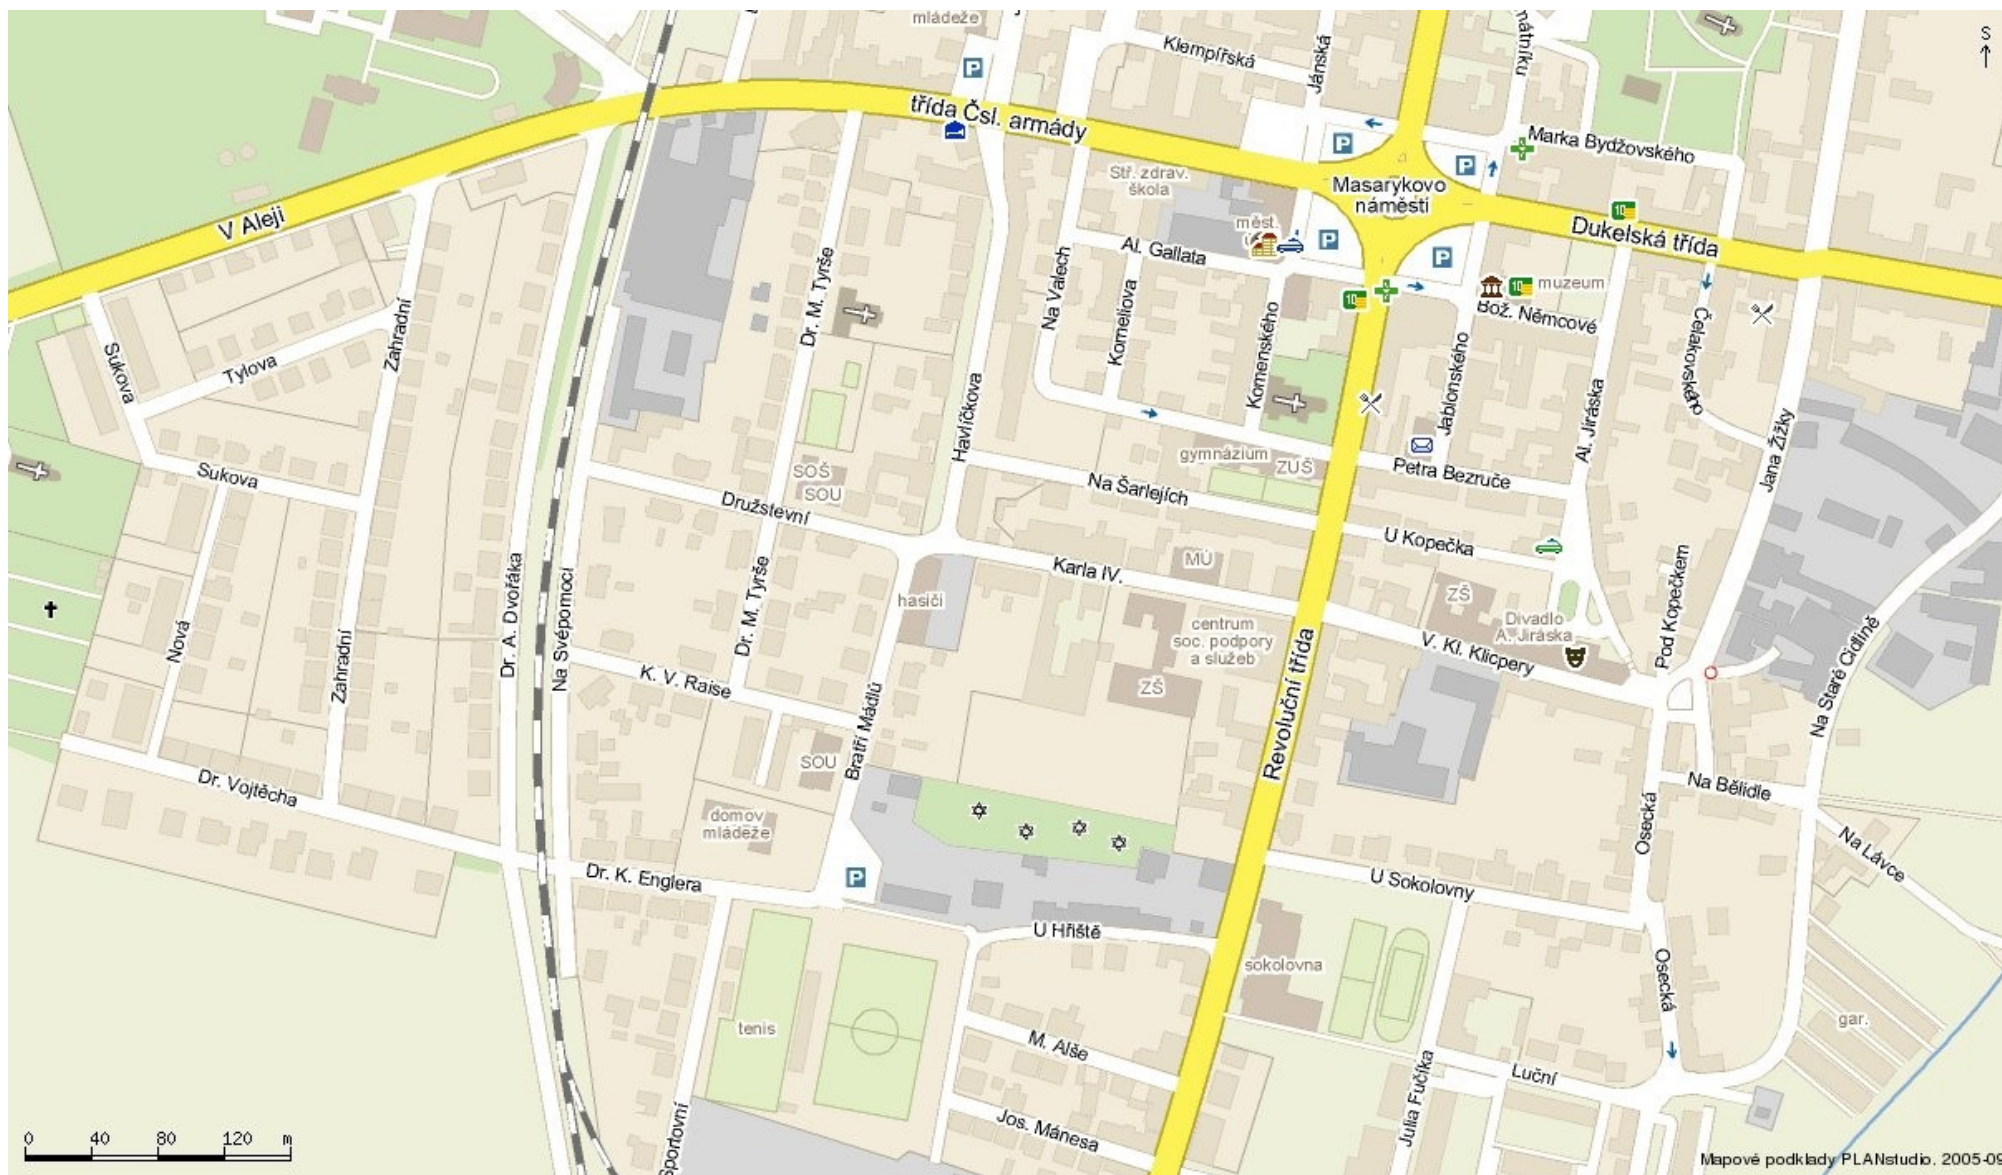 mládeže
Klempířská
Jánská
mátníku
S
P
třída Čsl. armády
P
P
Marka Bydžovského
Stř. zdrav.
škola
Masarykovo
náměstí
V Aleji
měst.
P
P
Dukelská třída
Al. Gallata
muzeum
Bož. Němcové
Na Valech
Korneliova
Komenského
Jablonského
Al. Jiráska
Čelakovského
Jana Žižky
Dr. M. Tyrše
Havlíčkova
Zahradní
Sukova
Tylova
Sukova
gymnázium
ZUŠ
Petra Bezruče
SOŠ
SOU
Na Šarlejích
Družstevní
U Kopečka
Karla IV.
MÚ
ZŠ
Pod Kopečkem
hasiči
Dr. A. Dvořáka
Na Svépomoci
Dr. M. Tyrše
Nová
Zahradní
centrum
soc. podpory
a služeb
ZŠ
Divadlo
A. Jiráska
V. Kl. Klicpery
Revoluční třída
Na Staré Cidlině
K. V. Raise
Bratří Mádlů
SOU
Dr. Vojtěcha
domov
mládeže
Na Bělidle
Osecká
Na Lávce
P
Dr. K. Englera
U Sokolovny
U Hřiště
sokolovna
Osecká
tenis
gar.
M. Alše
Luční
Julia Fučíka
Jos. Mánesa
Sportovní
0 40 80 120 m
Mapové podklady PLANstudio, 2005-09